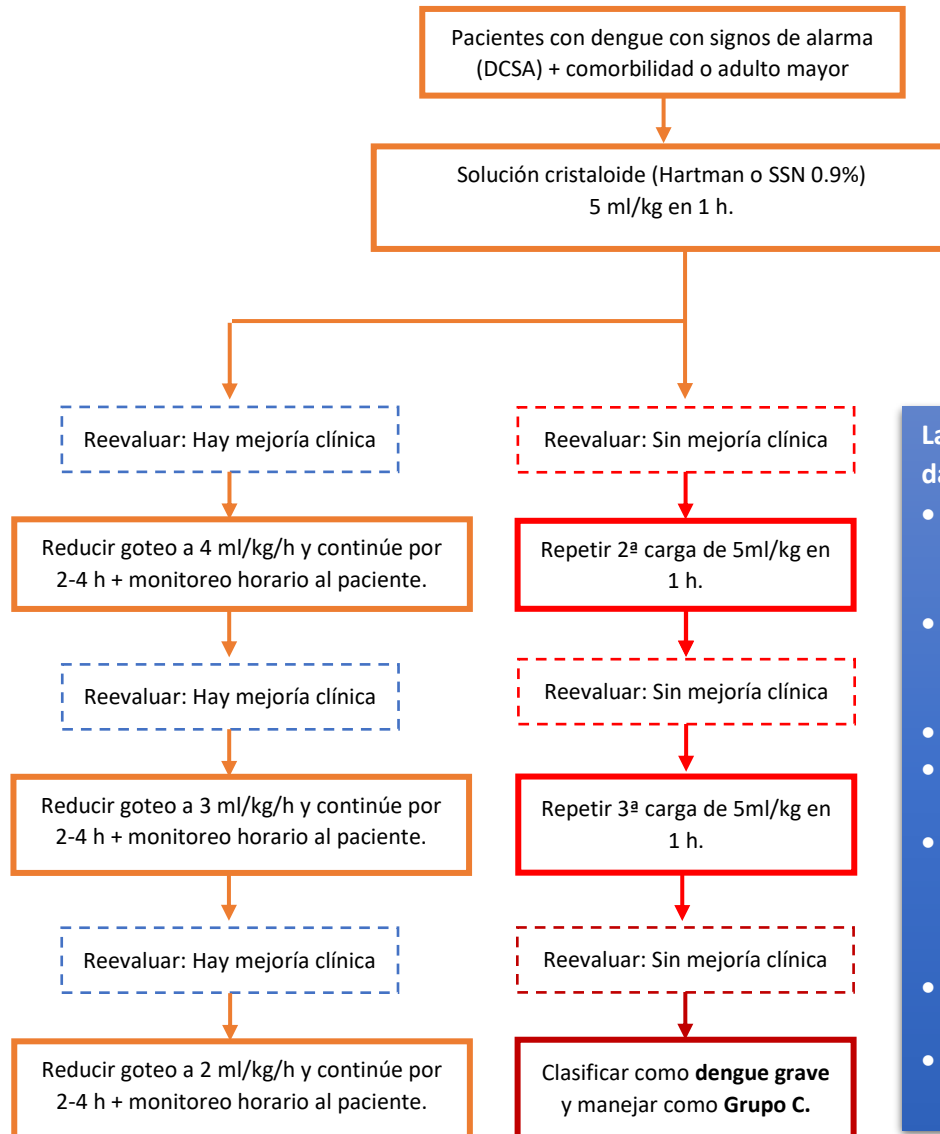 Pacientes con dengue con signos de alarma
(DCSA) + comorbilidad o adulto mayor
Solución cristaloide (Hartman o SSN 0.9%)
5 ml/kg en 1 h.
Reevaluar: Hay mejoría clínica
Reevaluar: Sin mejoría clínica
Reducir goteo a 4 ml/kg/h y continúe por
2-4 h + monitoreo horario al paciente.
Repetir 2ª carga de 5ml/kg en
1 h.
Reevaluar: Hay mejoría clínica
Reevaluar: Sin mejoría clínica
Reducir goteo a 3 ml/kg/h y continúe por
2-4 h + monitoreo horario al paciente.
Repetir 3ª carga de 5ml/kg en
1 h.
Reevaluar: Hay mejoría clínica
Reevaluar: Sin mejoría clínica
Reducir goteo a 2 ml/kg/h y continúe por
2-4 h + monitoreo horario al paciente.
Clasificar como dengue grave
y manejar como Grupo C.